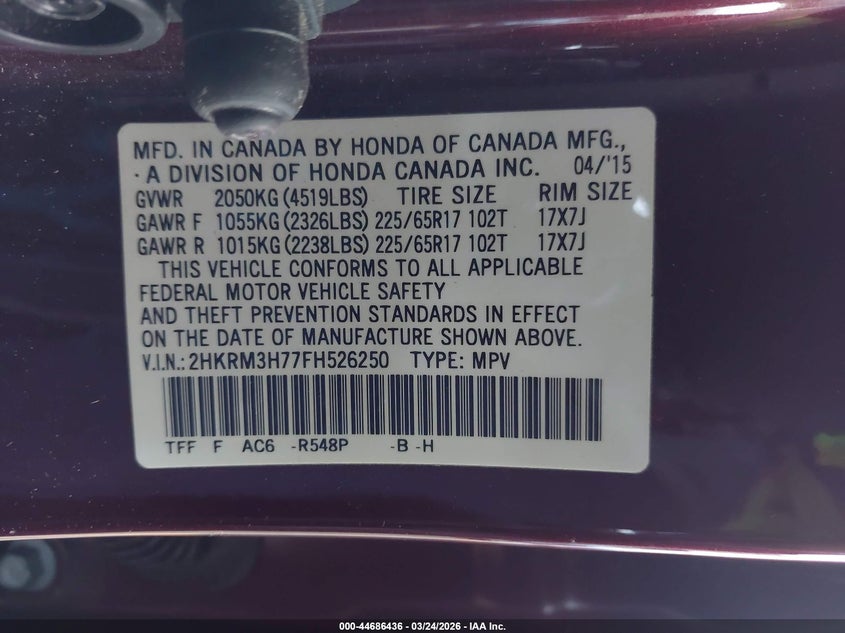 MFD. IN CANADA BY HONDA OF CANADA MFG.,
· A DIVISION OF HONDA CANADA INC. 04/'15
GVWR 2050KG (4519LBS) TIRE SIZE RIM SIZE
GAWR F 1055KG (2326LBS) 225/65R17 102T 17X7J
GAWR R 1015KG (2238LBS) 225/65R17 102T 17X7J
THIS VEHICLE CONFORMS TO ALL APPLICABLE
FEDERAL MOTOR VEHICLE SAFETY
AND THEFT PREVENTION STANDARDS IN EFFECT
ON THE DATE OF MANUFACTURE SHOWN ABOVE.
V.I.N.: 2HKRM3H77FH526250 TYPE: MPV
TFF F AC6 -R548P -B -H
000-44686436 - 03/24/2026 - IAA Inc.